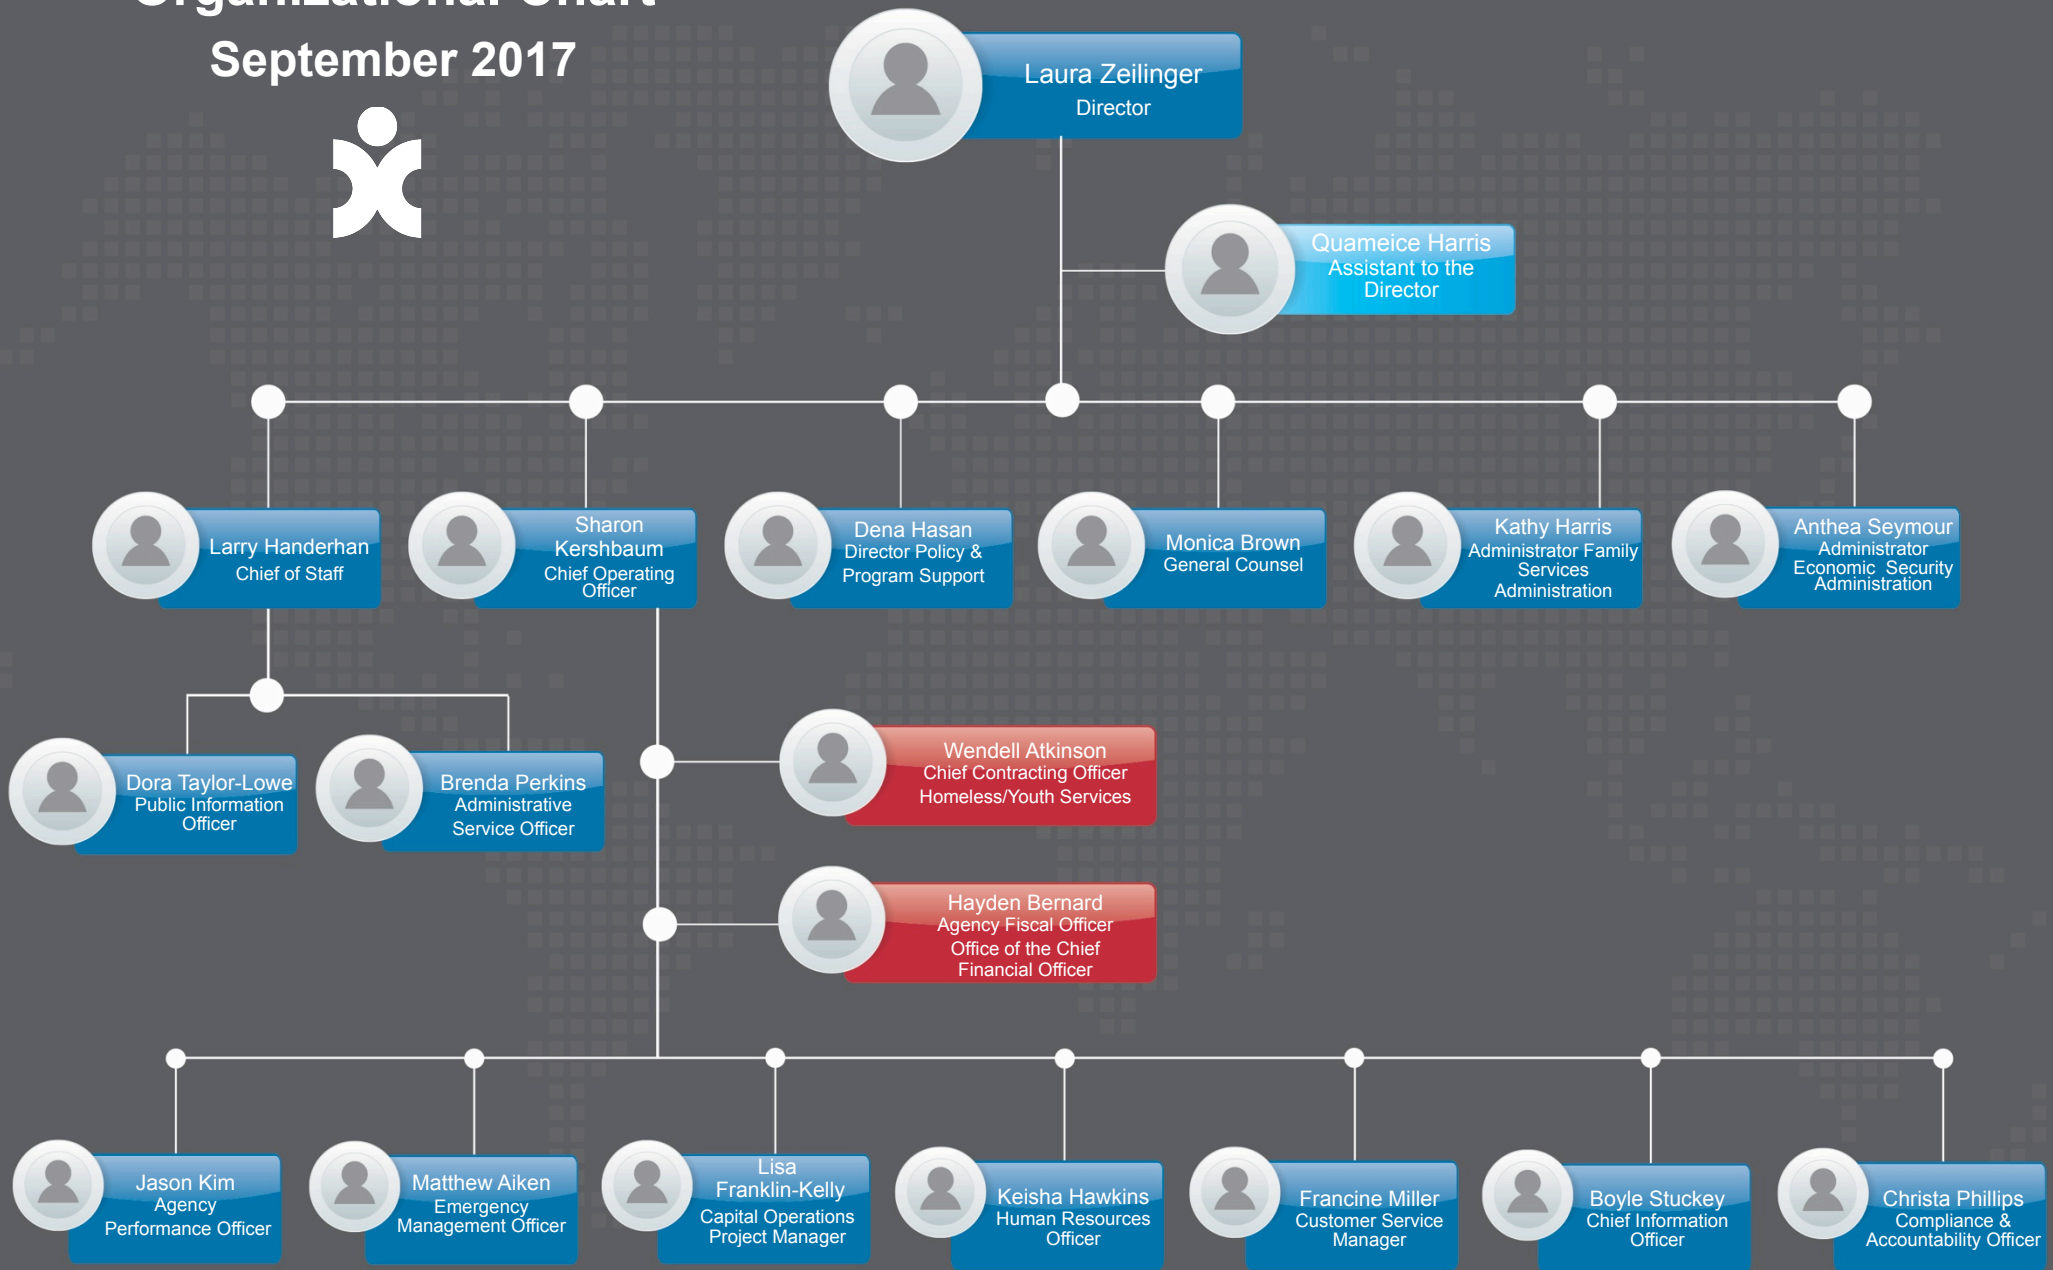 Organizational Chart
September 2017
Laura Zeilinger
Director
Quameice Harris
Assistant to the
Director
Larry Handerhan
Chief of Staff
Sharon
Kershbaum
Chief Operating
Officer
Dena Hasan
Director Policy &
Program Support
Monica Brown
General Counsel
Kathy Harris
Administrator Family
Services
Administration
Anthea Seymour
Administrator
Economic Security
Administration
Dora Taylor-Lowe
Public Information
Officer
Brenda Perkins
Administrative
Service Officer
Wendell Atkinson
Chief Contracting Officer
Homeless/Youth Services
Hayden Bernard
Agency Fiscal Officer
Office of the Chief
Financial Officer
Jason Kim
Agency
Performance Officer
Matthew Aiken
Emergency
Management Officer
Lisa
Franklin-Kelly
Capital Operations
Project Manager
Keisha Hawkins
Human Resources
Officer
Francine Miller
Customer Service
Manager
Boyle Stuckey
Chief Information
Officer
Christa Phillips
Compliance &
Accountability Officer